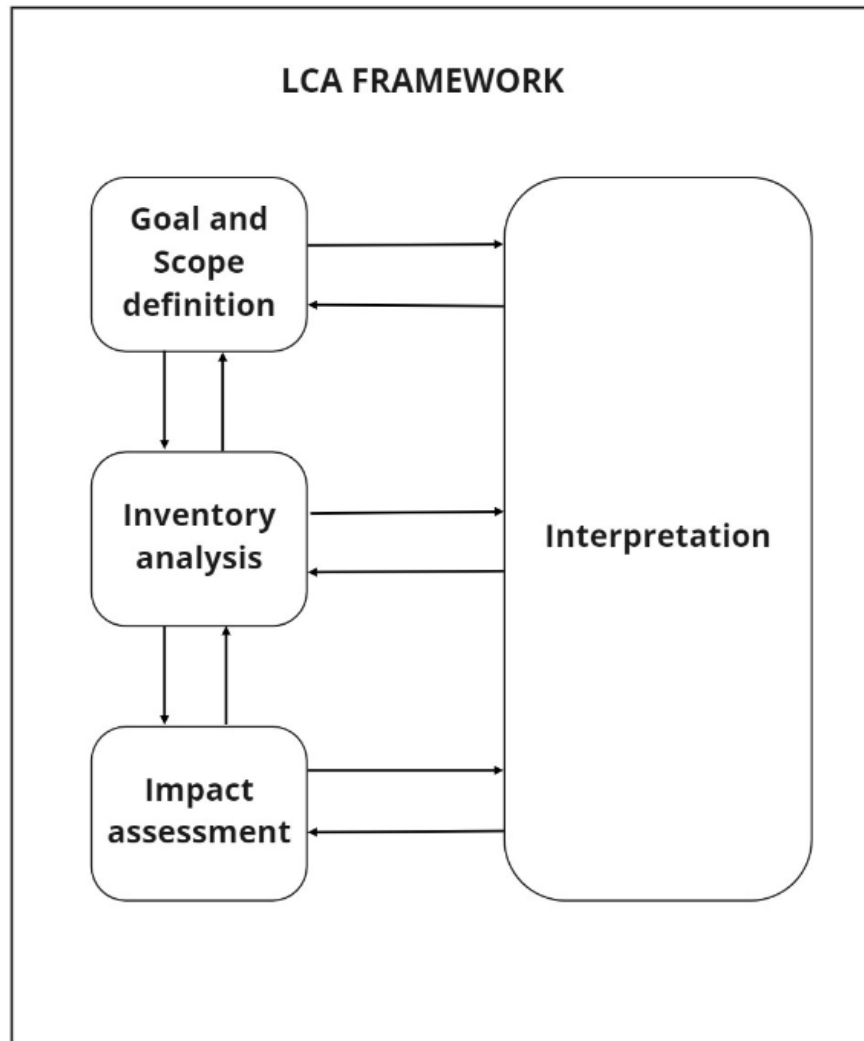 LCA FRAMEWORK
Goal and
Scope
definition
Inventory
analysis
Interpretation
Impact
assessment